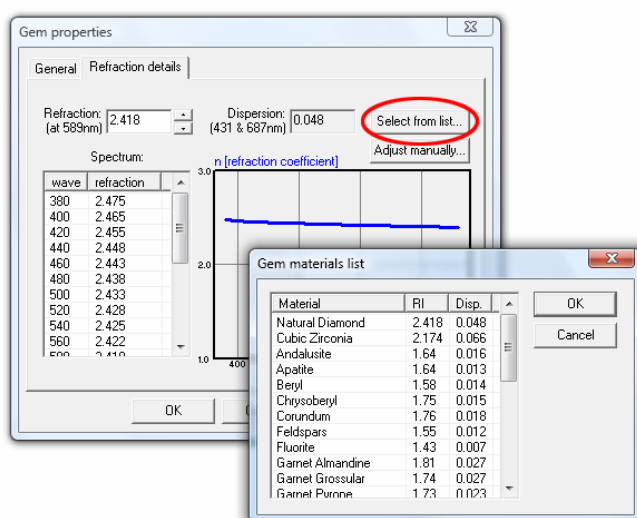 Gem properties
General Refraction details
Refraction: 2.418
(at 589nm)
Dispersion: 0.048
(431 & 687nm)
Select from list...
Adjust manually...
Spectrum:
wave refraction
380 2.475
400 2.465
420 2.455
440 2.448
460 2.443
480 2.438
500 2.433
520 2.428
540 2.425
560 2.422
n [refraction coefficient]
3.0
2.0
1.0
400
OK
Gem materials list
Material RI Disp.
Natural Diamond 2.418 0.048
Cubic Zirconia 2.174 0.066
Andalusite 1.64 0.016
Apatite 1.64 0.013
Beryl 1.58 0.014
Chrysoberyl 1.75 0.015
Corundum 1.76 0.018
Feldspars 1.55 0.012
Fluorite 1.43 0.007
Garnet Almandine 1.81 0.027
Garnet Grossular 1.74 0.027
Garnet Pyrope 1.73 0.023
OK
Cancel